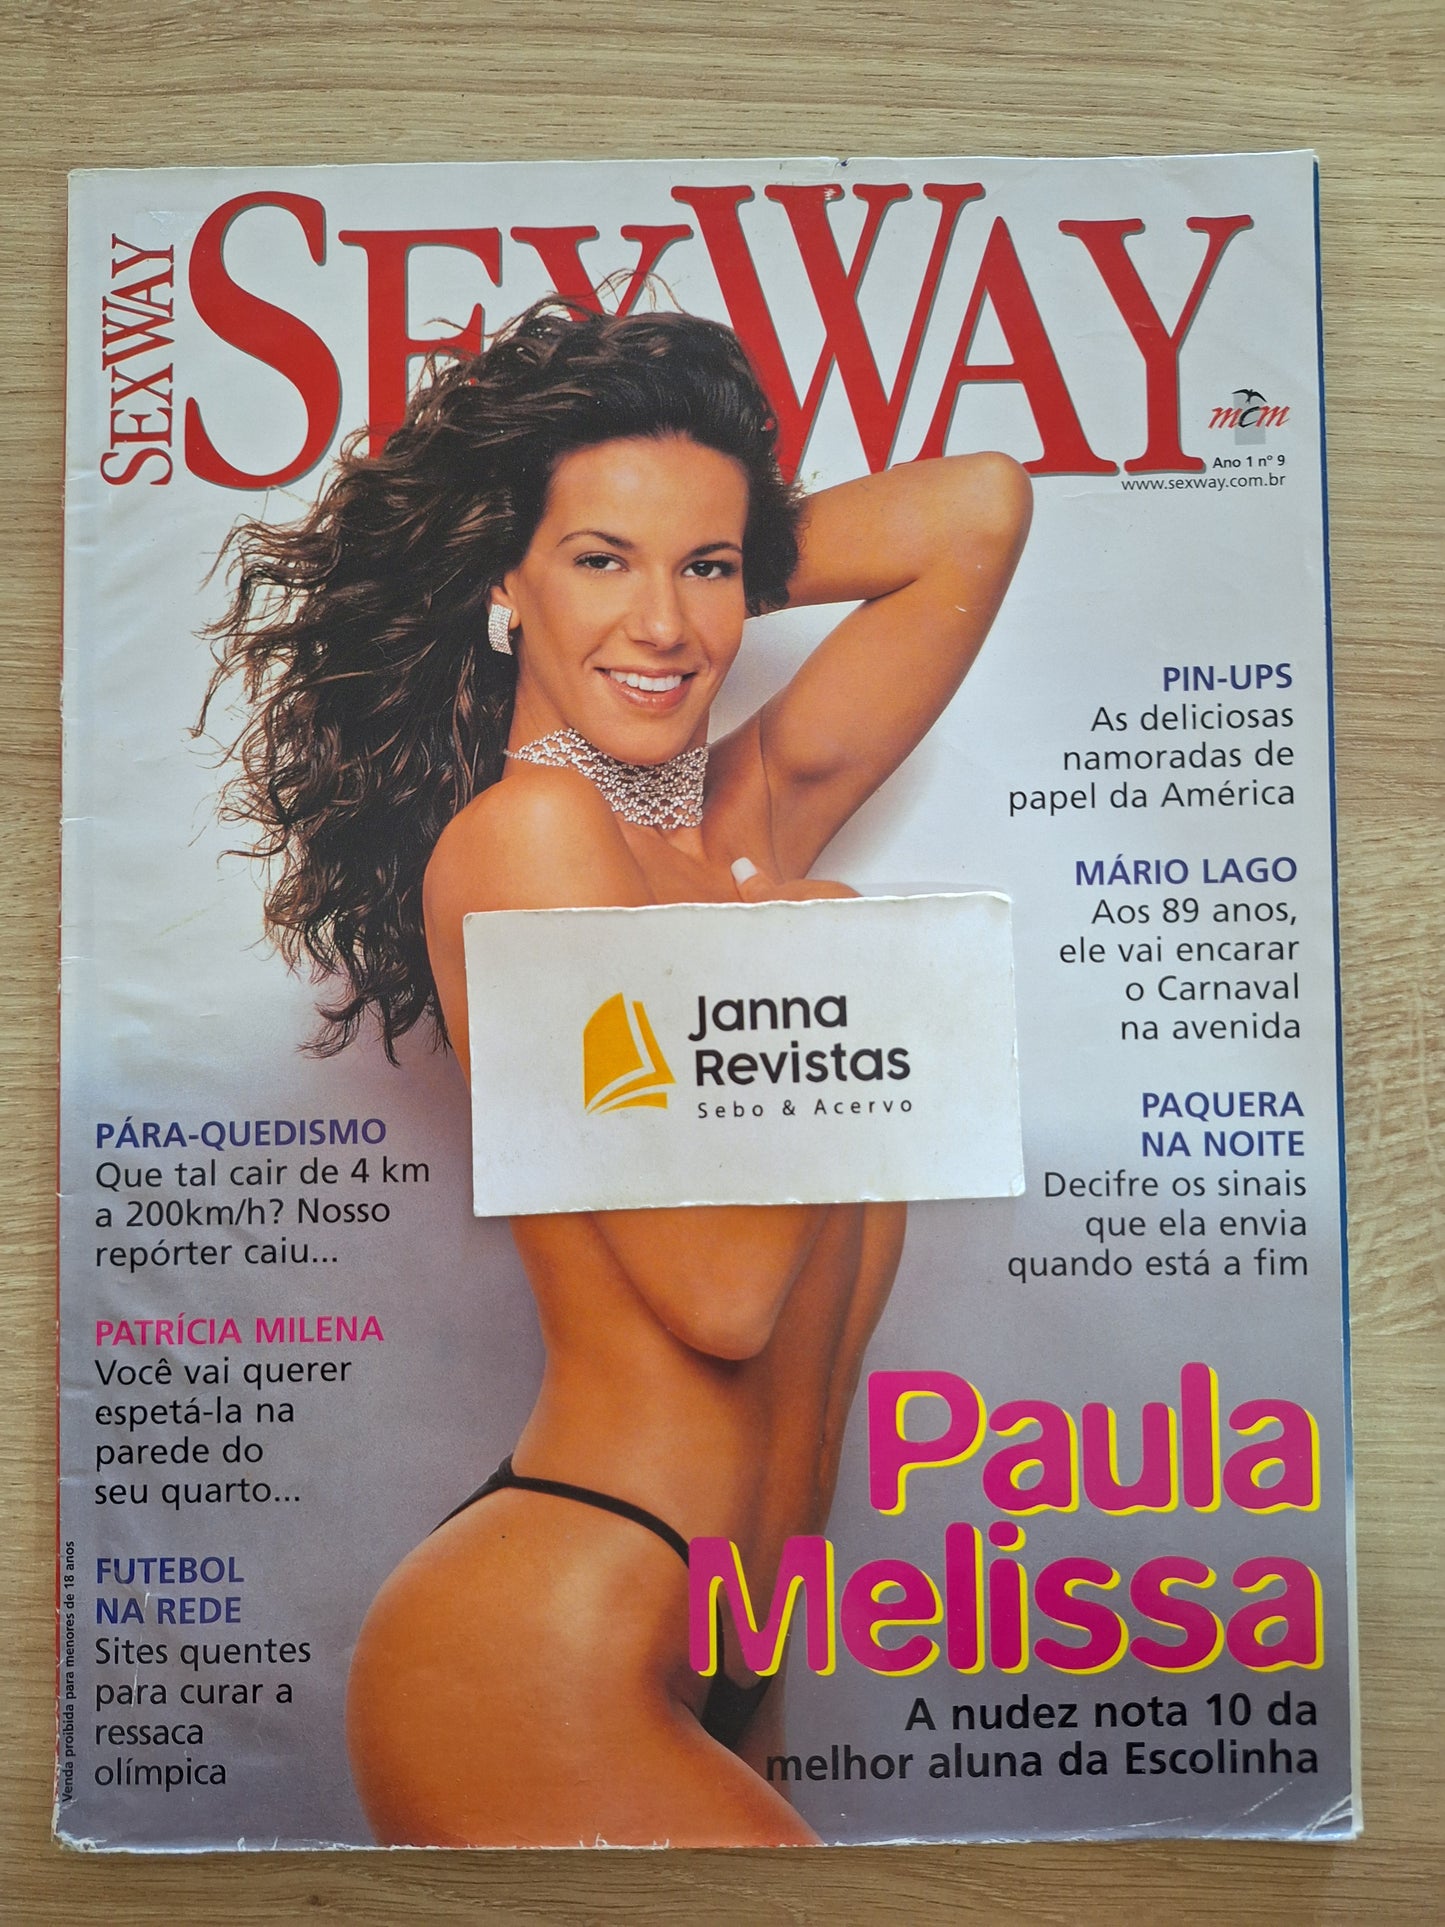 SEXWAY
SEXWAY
mcm
Ano 1 nº 9
www.sexway.com.br
PIN-UPS
As deliciosas
namoradas de
papel da América
MÁRIO LAGO
Aos 89 anos,
ele vai encarar
o Carnaval
na avenida
PAQUERA
NA NOITE
Decifre os sinais
que ela envia
quando está a fim
Janna
Revistas
Sebo & Acervo
PÁRA-QUEDISMO
Que tal cair de 4 km
a 200km/h? Nosso
repórter caiu...
PATRÍCIA MILENA
Você vai querer
espetá-la na
parede do
seu quarto...
FUTEBOL
NA REDE
Sites quentes
para curar a
ressaca
olímpica
Venda proibida para menores de 18 anos
Paula
Melissa
A nudez nota 10 da
melhor aluna da Escolinha